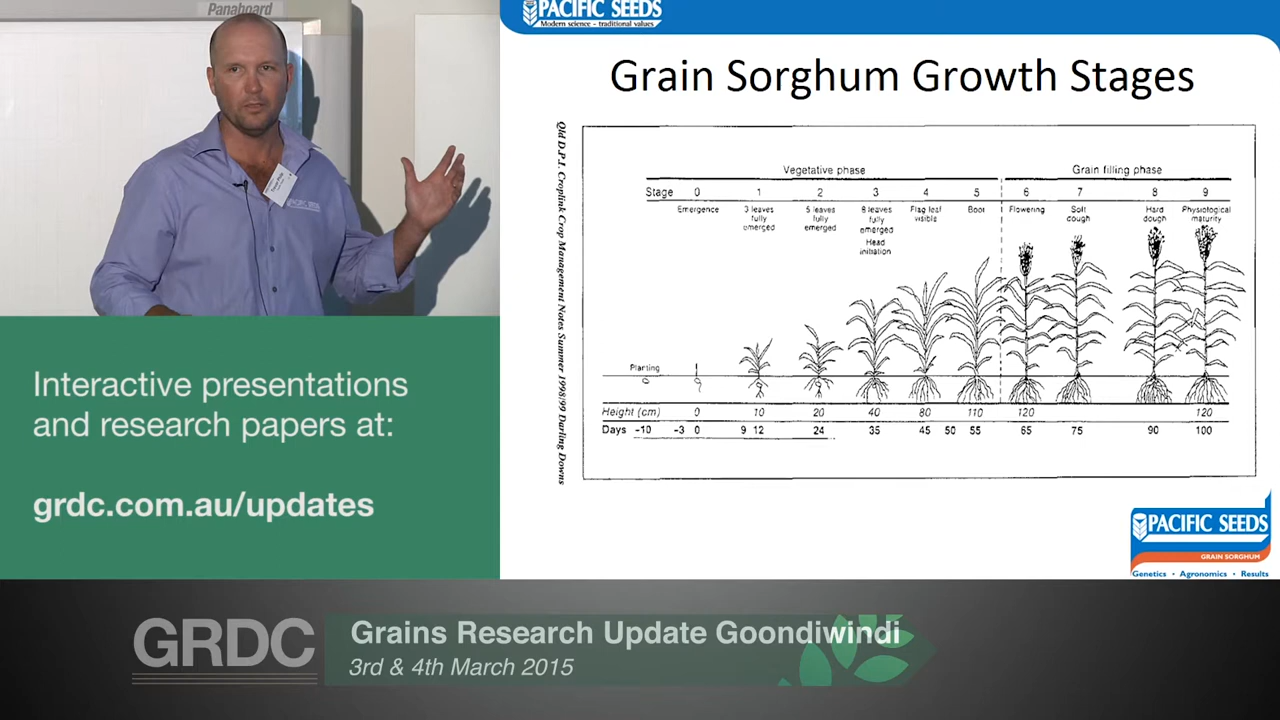 Panaboard
PACIFIC SEEDS
Interactive presentations
and research papers at:
grdc.com.au/updates
PACIFIC SEEDS
Modern science - traditional values
Grain Sorghum Growth Stages
Qld D.P.I. Croplink Crop Management Notes Summer 1998/99 Darling Downs
Vegetative phase Grain filling phase
Stage 0 1 2 3 4 5 6 7 8 9
Emergence 3 leaves 5 leaves 8 leaves Flag leaf Boot Flowering Soft Hard Physiological
fully fully fully visible cough dough maturity
emerged emerged emerged
Head
initiation
Planting
Height (cm) 0 10 20 40 80 110 120 120
Days -10 -3 0 9 12 24 35 45 50 55 65 75 90 100
PACIFIC SEEDS
GRAIN SORGHUM
Genetics • Agronomics • Results
GRDC
Grains Research Update Goondiwindi
3rd & 4th March 2015